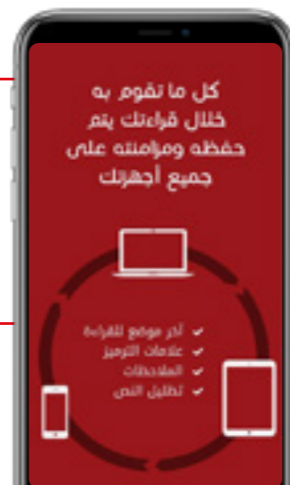 كل ما تقوم به
خلال قراءتك يتم
حفظه ومزامنته على
جميع أجهزتك
آخر موضع للقراءة
علامات الترميز
الملاحظات
تظليل النص